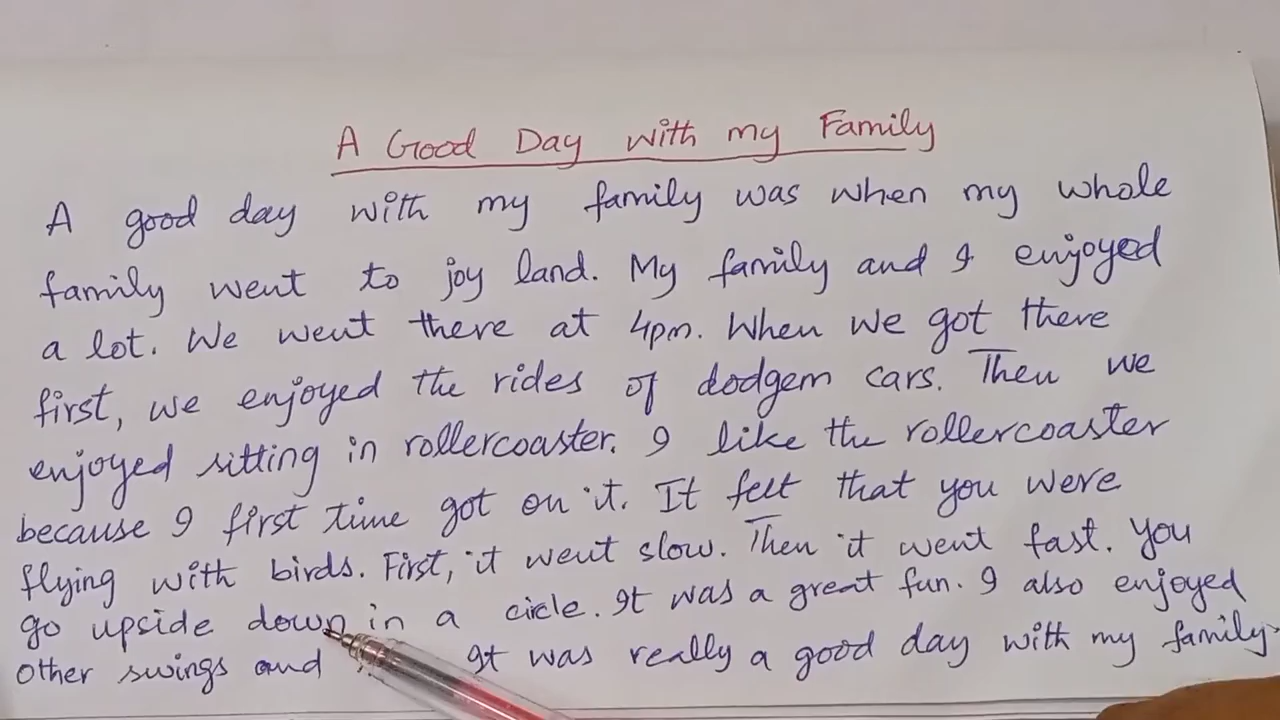 A Good Day with my Family
A good day with my family was when my whole
family went to joy land. My family and I enjoyed
a lot. We went there at 4pm. When we got there
first, we enjoyed the rides of dodgem cars. Then we
enjoyed sitting in rollercoaster. I like the rollercoaster
because I first time got on it. It felt that you were
flying with birds. First, it went slow. Then it went fast. You
go upside down in a circle. It was a great fun. I also enjoyed
other swings and It was really a good day with my family.